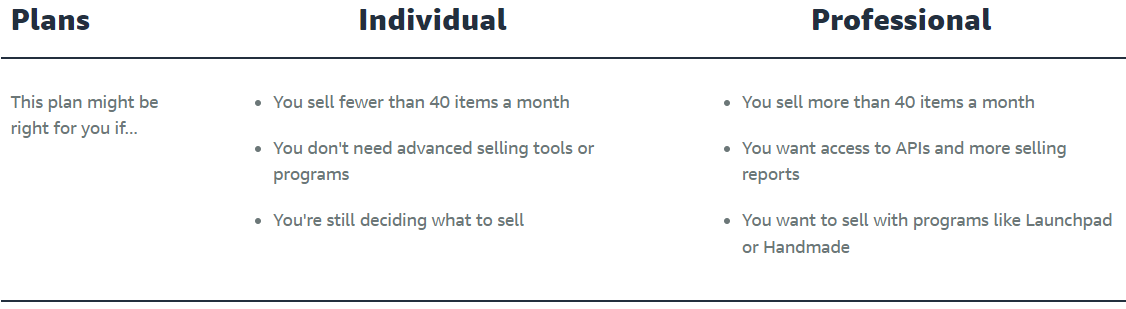 Plans
Individual
Professional
This plan might be
right for you if...
• You sell fewer than 40 items a month
• You don't need advanced selling tools or
programs
• You're still deciding what to sell
• You sell more than 40 items a month
• You want access to APIs and more selling
reports
• You want to sell with programs like Launchpad
or Handmade